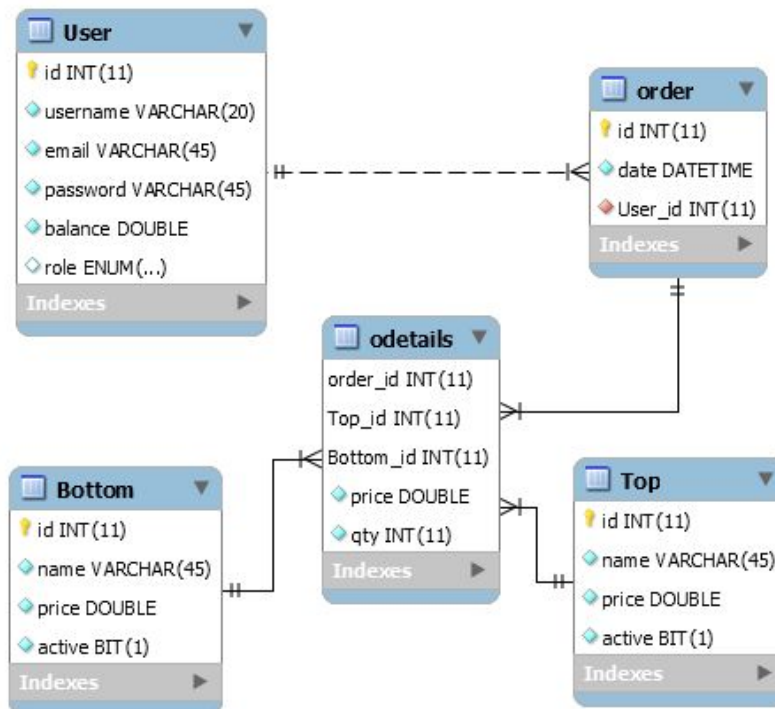 User
id INT(11)
username VARCHAR(20)
email VARCHAR(45)
password VARCHAR(45)
balance DOUBLE
role ENUM(...)
Indexes
order
id INT(11)
date DATETIME
User_id INT(11)
Indexes
odetails
order_id INT(11)
Top_id INT(11)
Bottom_id INT(11)
price DOUBLE
qty INT(11)
Indexes
Bottom
id INT(11)
name VARCHAR(45)
price DOUBLE
active BIT(1)
Indexes
Top
id INT(11)
name VARCHAR(45)
price DOUBLE
active BIT(1)
Indexes